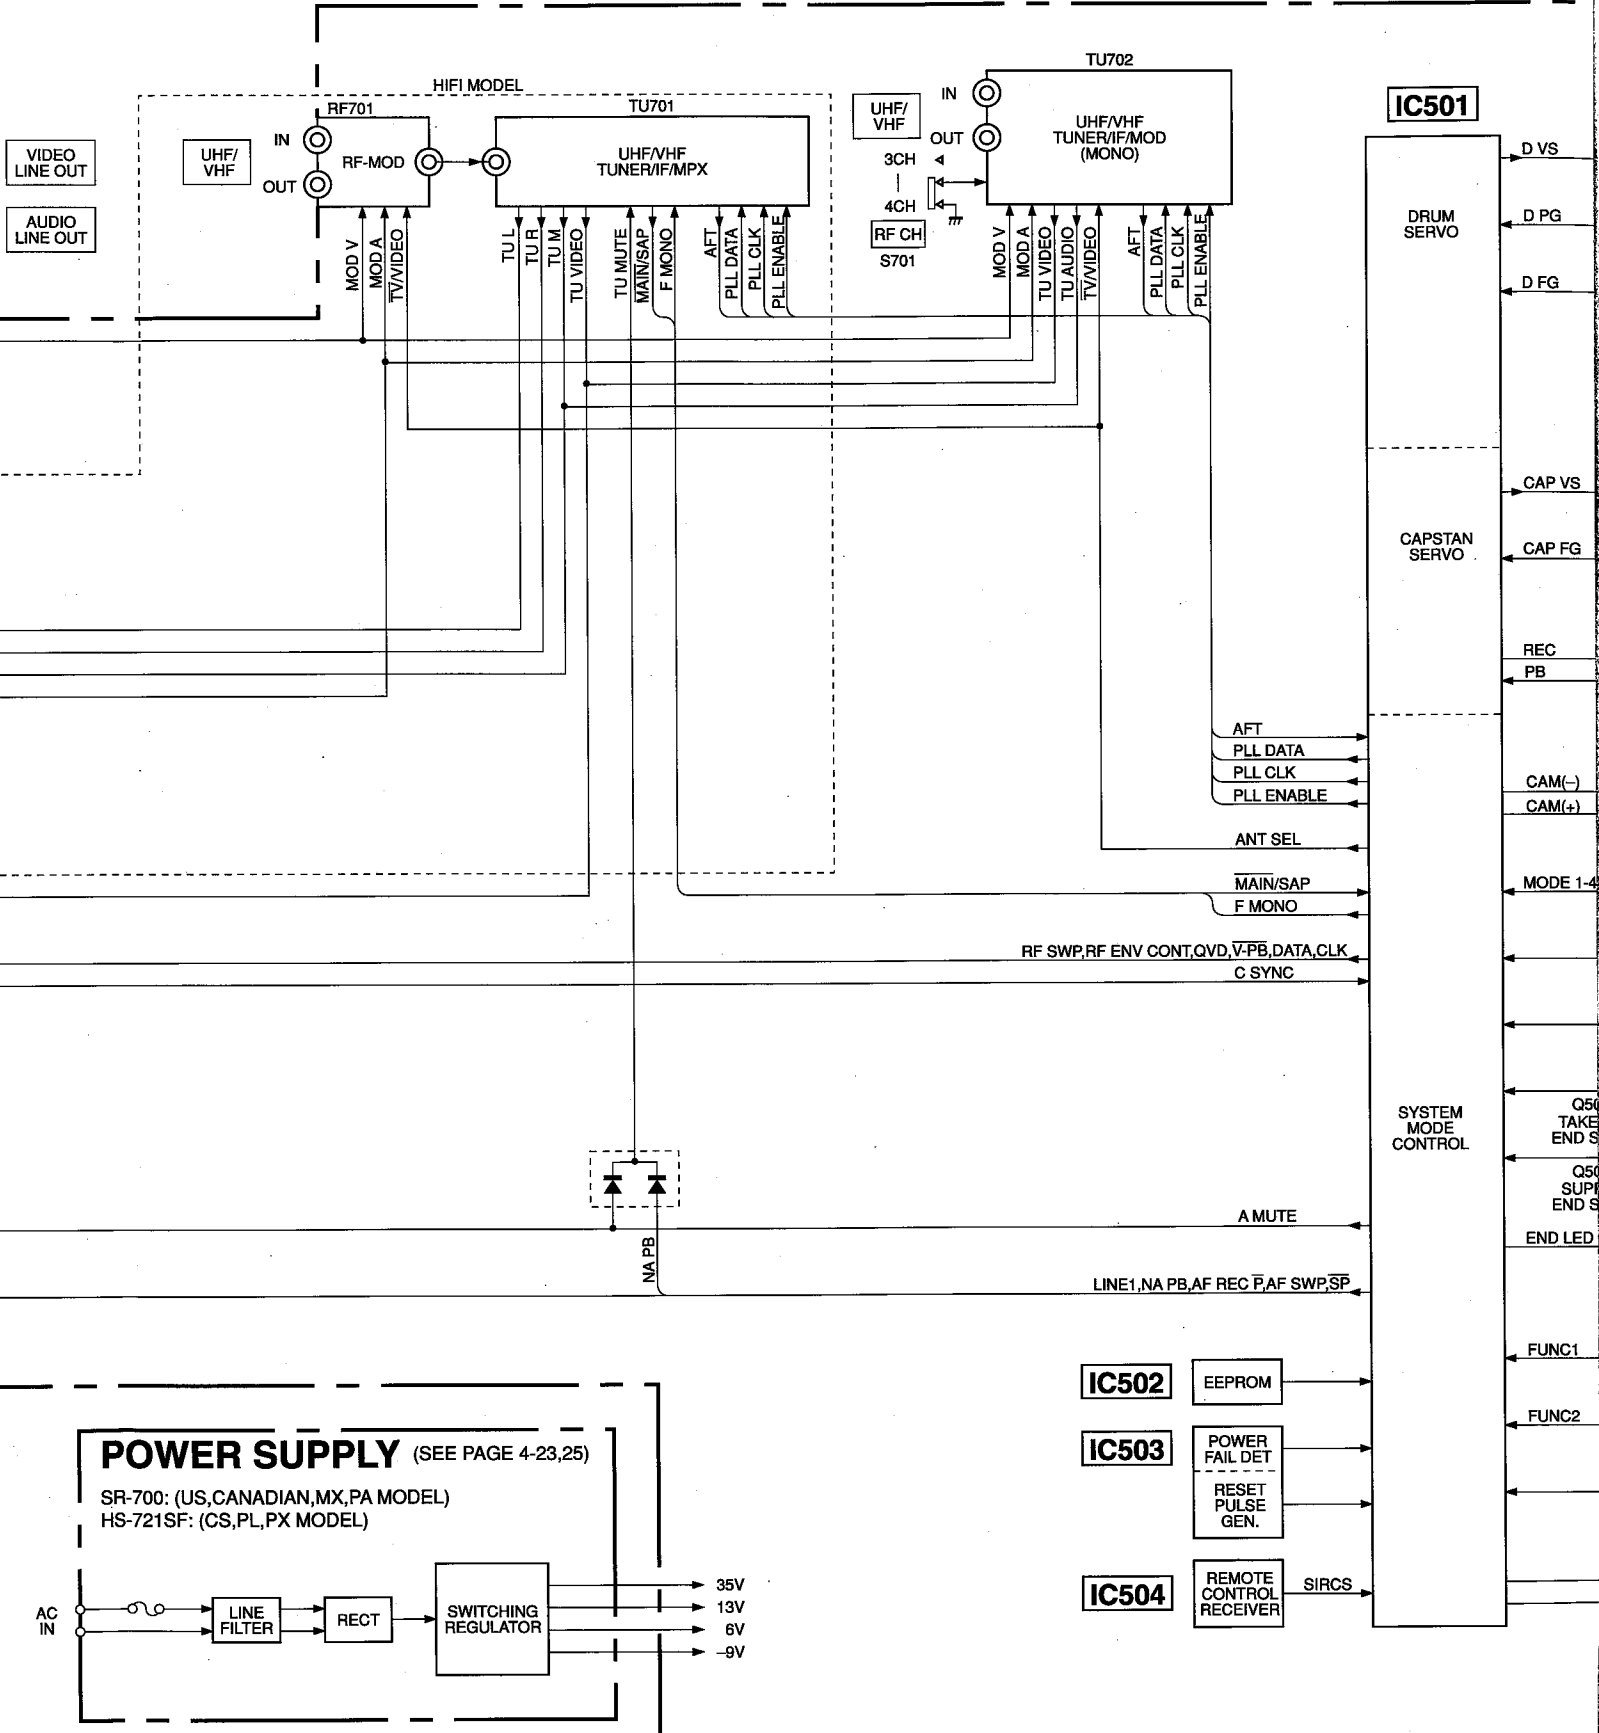 HIFI MODEL
VIDEO
LINE OUT
AUDIO
LINE OUT
UHF/
VHF
IN
OUT
RF701
RF-MOD
MOD V
MOD A
TV/VIDEO
TU701
UHF/VHF
TUNER/IF/MPX
TU L
TU R
TU M
TU VIDEO
TU MUTE
MAIN/SAP
F MONO
AFT
PLL DATA
PLL CLK
PLL ENABLE
UHF/
VHF
IN
OUT
3CH
4CH
RF CH
S701
TU702
UHF/VHF
TUNER/IF/MOD
(MONO)
MOD V
MOD A
TU VIDEO
TU AUDIO
TV/VIDEO
AFT
PLL DATA
PLL CLK
PLL ENABLE
IC501
DRUM
SERVO
CAPSTAN
SERVO
SYSTEM
MODE
CONTROL
D VS
D PG
D FG
CAP VS
CAP FG
REC
PB
CAM(–)
CAM(+)
MODE 1-4
Q50
TAKE
END S
Q50
SUPP
END S
END LED
FUNC1
FUNC2
AFT
PLL DATA
PLL CLK
PLL ENABLE
ANT SEL
MAIN/SAP
F MONO
RF SWP,RF ENV CONT,QVD,V-PB,DATA,CLK
C SYNC
A MUTE
NA PB
LINE1,NA PB,AF REC P,AF SWP,SP
IC502
EEPROM
IC503
POWER
FAIL DET
RESET
PULSE
GEN.
IC504
REMOTE
CONTROL
RECEIVER
SIRCS
POWER SUPPLY (SEE PAGE 4-23,25)
SR-700: (US,CANADIAN,MX,PA MODEL)
HS-721SF: (CS,PL,PX MODEL)
AC
IN
LINE
FILTER
RECT
SWITCHING
REGULATOR
35V
13V
6V
–9V